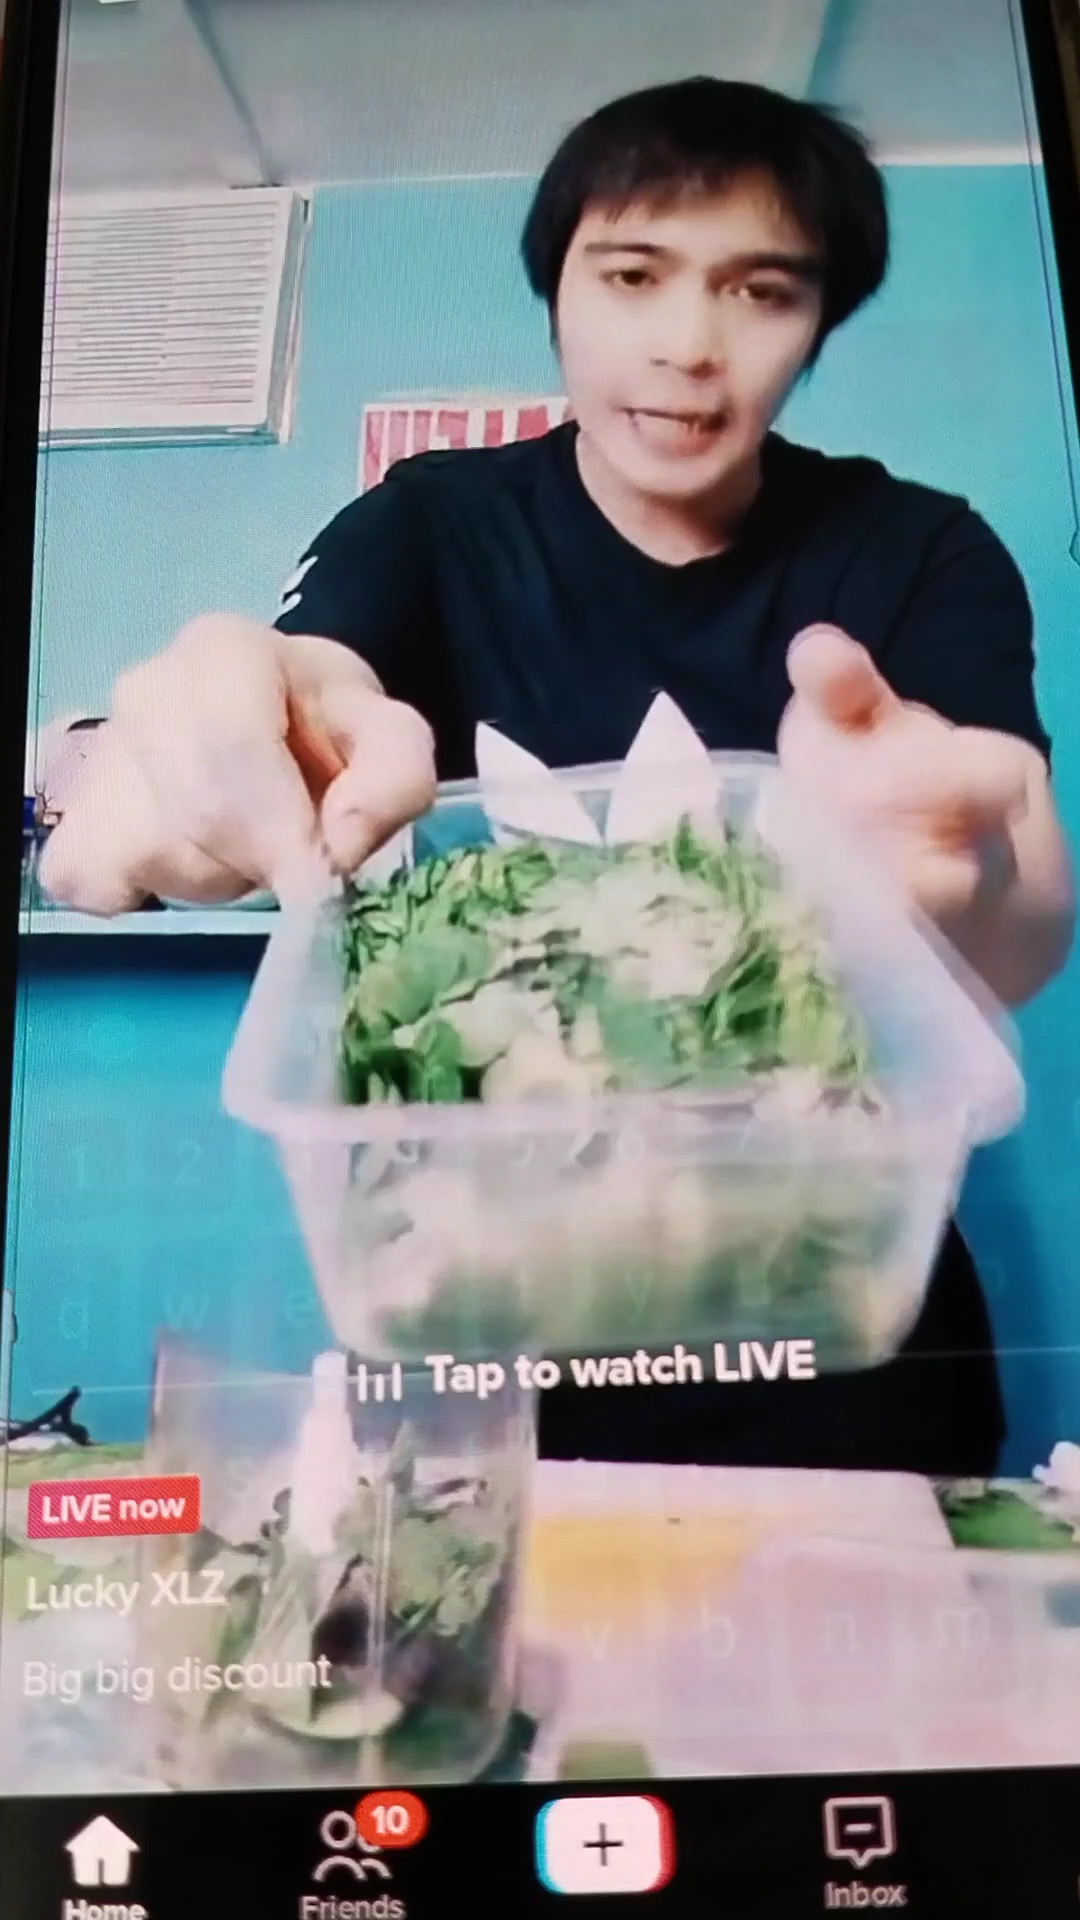 Tap to watch LIVE
LIVE now
Lucky XLZ
Big big discount
10
Home
Friends
Inbox